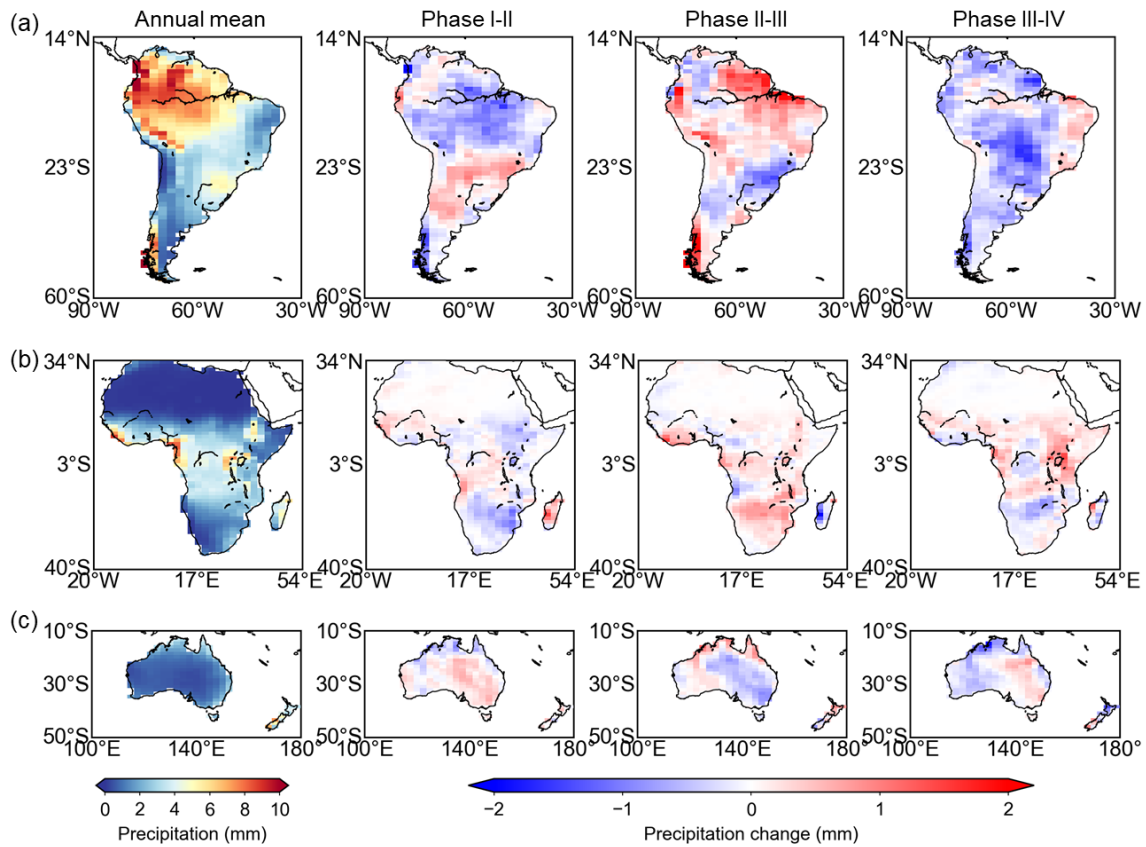 (a) Annual mean Phase I-II Phase II-III Phase III-IV
14°N 14°N 14°N 14°N
23°S 23°S 23°S 23°S
60°S 60°S 60°S 60°S
90°W 60°W 30°W 90°W 60°W 30°W 90°W 60°W 30°W 90°W 60°W 30°W
(b)
34°N 34°N 34°N 34°N
3°S 3°S 3°S 3°S
40°S 40°S 40°S 40°S
20°W 17°E 54°E 20°W 17°E 54°E 20°W 17°E 54°E 20°W 17°E 54°E
(c)
10°S 10°S 10°S 10°S
30°S 30°S 30°S 30°S
50°S 50°S 50°S 50°S
100°E 140°E 180° 100°E 140°E 180° 100°E 140°E 180° 100°E 140°E 180°
0 2 4 6 8 10 −2 −1 0 1 2
Precipitation (mm) Precipitation change (mm)